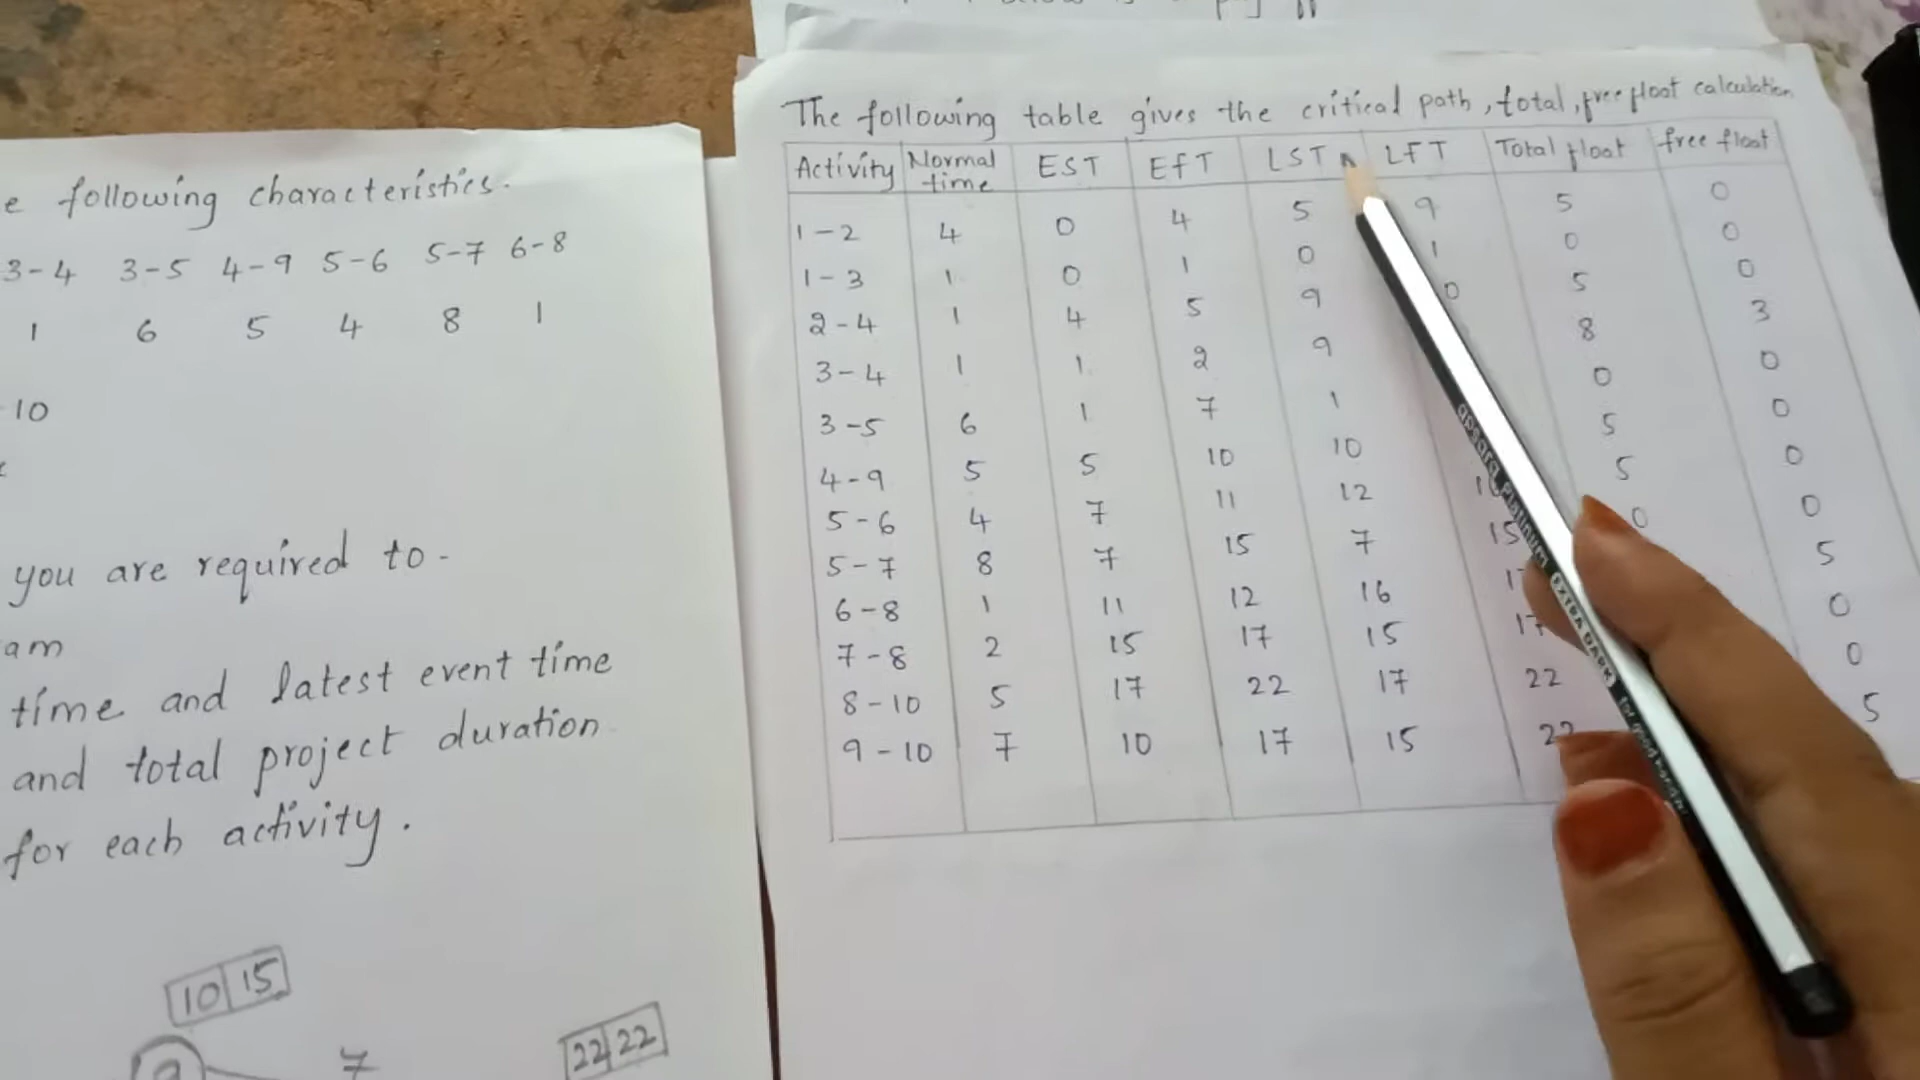 e following characteristics.
3-4 3-5 4-9 5-6 5-7 6-8
1 6 5 4 8 1
10
you are required to -
am
time and latest event time
and total project duration
for each activity.
10 15
7
22 22
The following table gives the critical path, total, free float calculation
Activity Normal time EST EFT LST LFT Total float free float
1-2 4 0 4 5 9 5 0
1-3 1 0 1 0 1 0 0
2-4 1 4 5 9 0 5 0
3-4 1 1 2 9 8 3
3-5 6 1 7 1 0 0
4-9 5 5 10 10 5 0
5-6 4 7 11 12 5 0
5-7 8 7 15 7 15 0 0
6-8 1 11 12 16 5
7-8 2 15 17 15 17 0
8-10 5 17 22 17 22 0
9-10 7 10 17 15 22 5
apsara Platinum EXTRA DARK